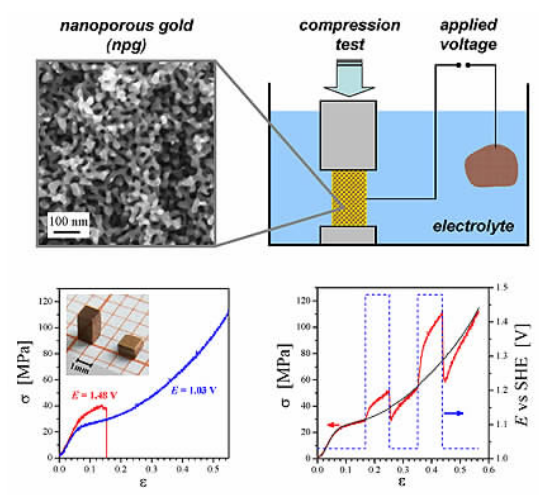 nanoporous gold
(npg)
compression
test
applied
voltage
100 nm
electrolyte
120
100
80
60
40
20
0
σ [MPa]
1mm
E = 1.48 V
E = 1.03 V
0.0 0.1 0.2 0.3 0.4 0.5
ε
120
100
80
60
40
20
0
σ [MPa]
0.0 0.1 0.2 0.3 0.4 0.5 0.6
ε
1.5
1.4
1.3
1.2
1.1
1.0
E vs SHE [V]